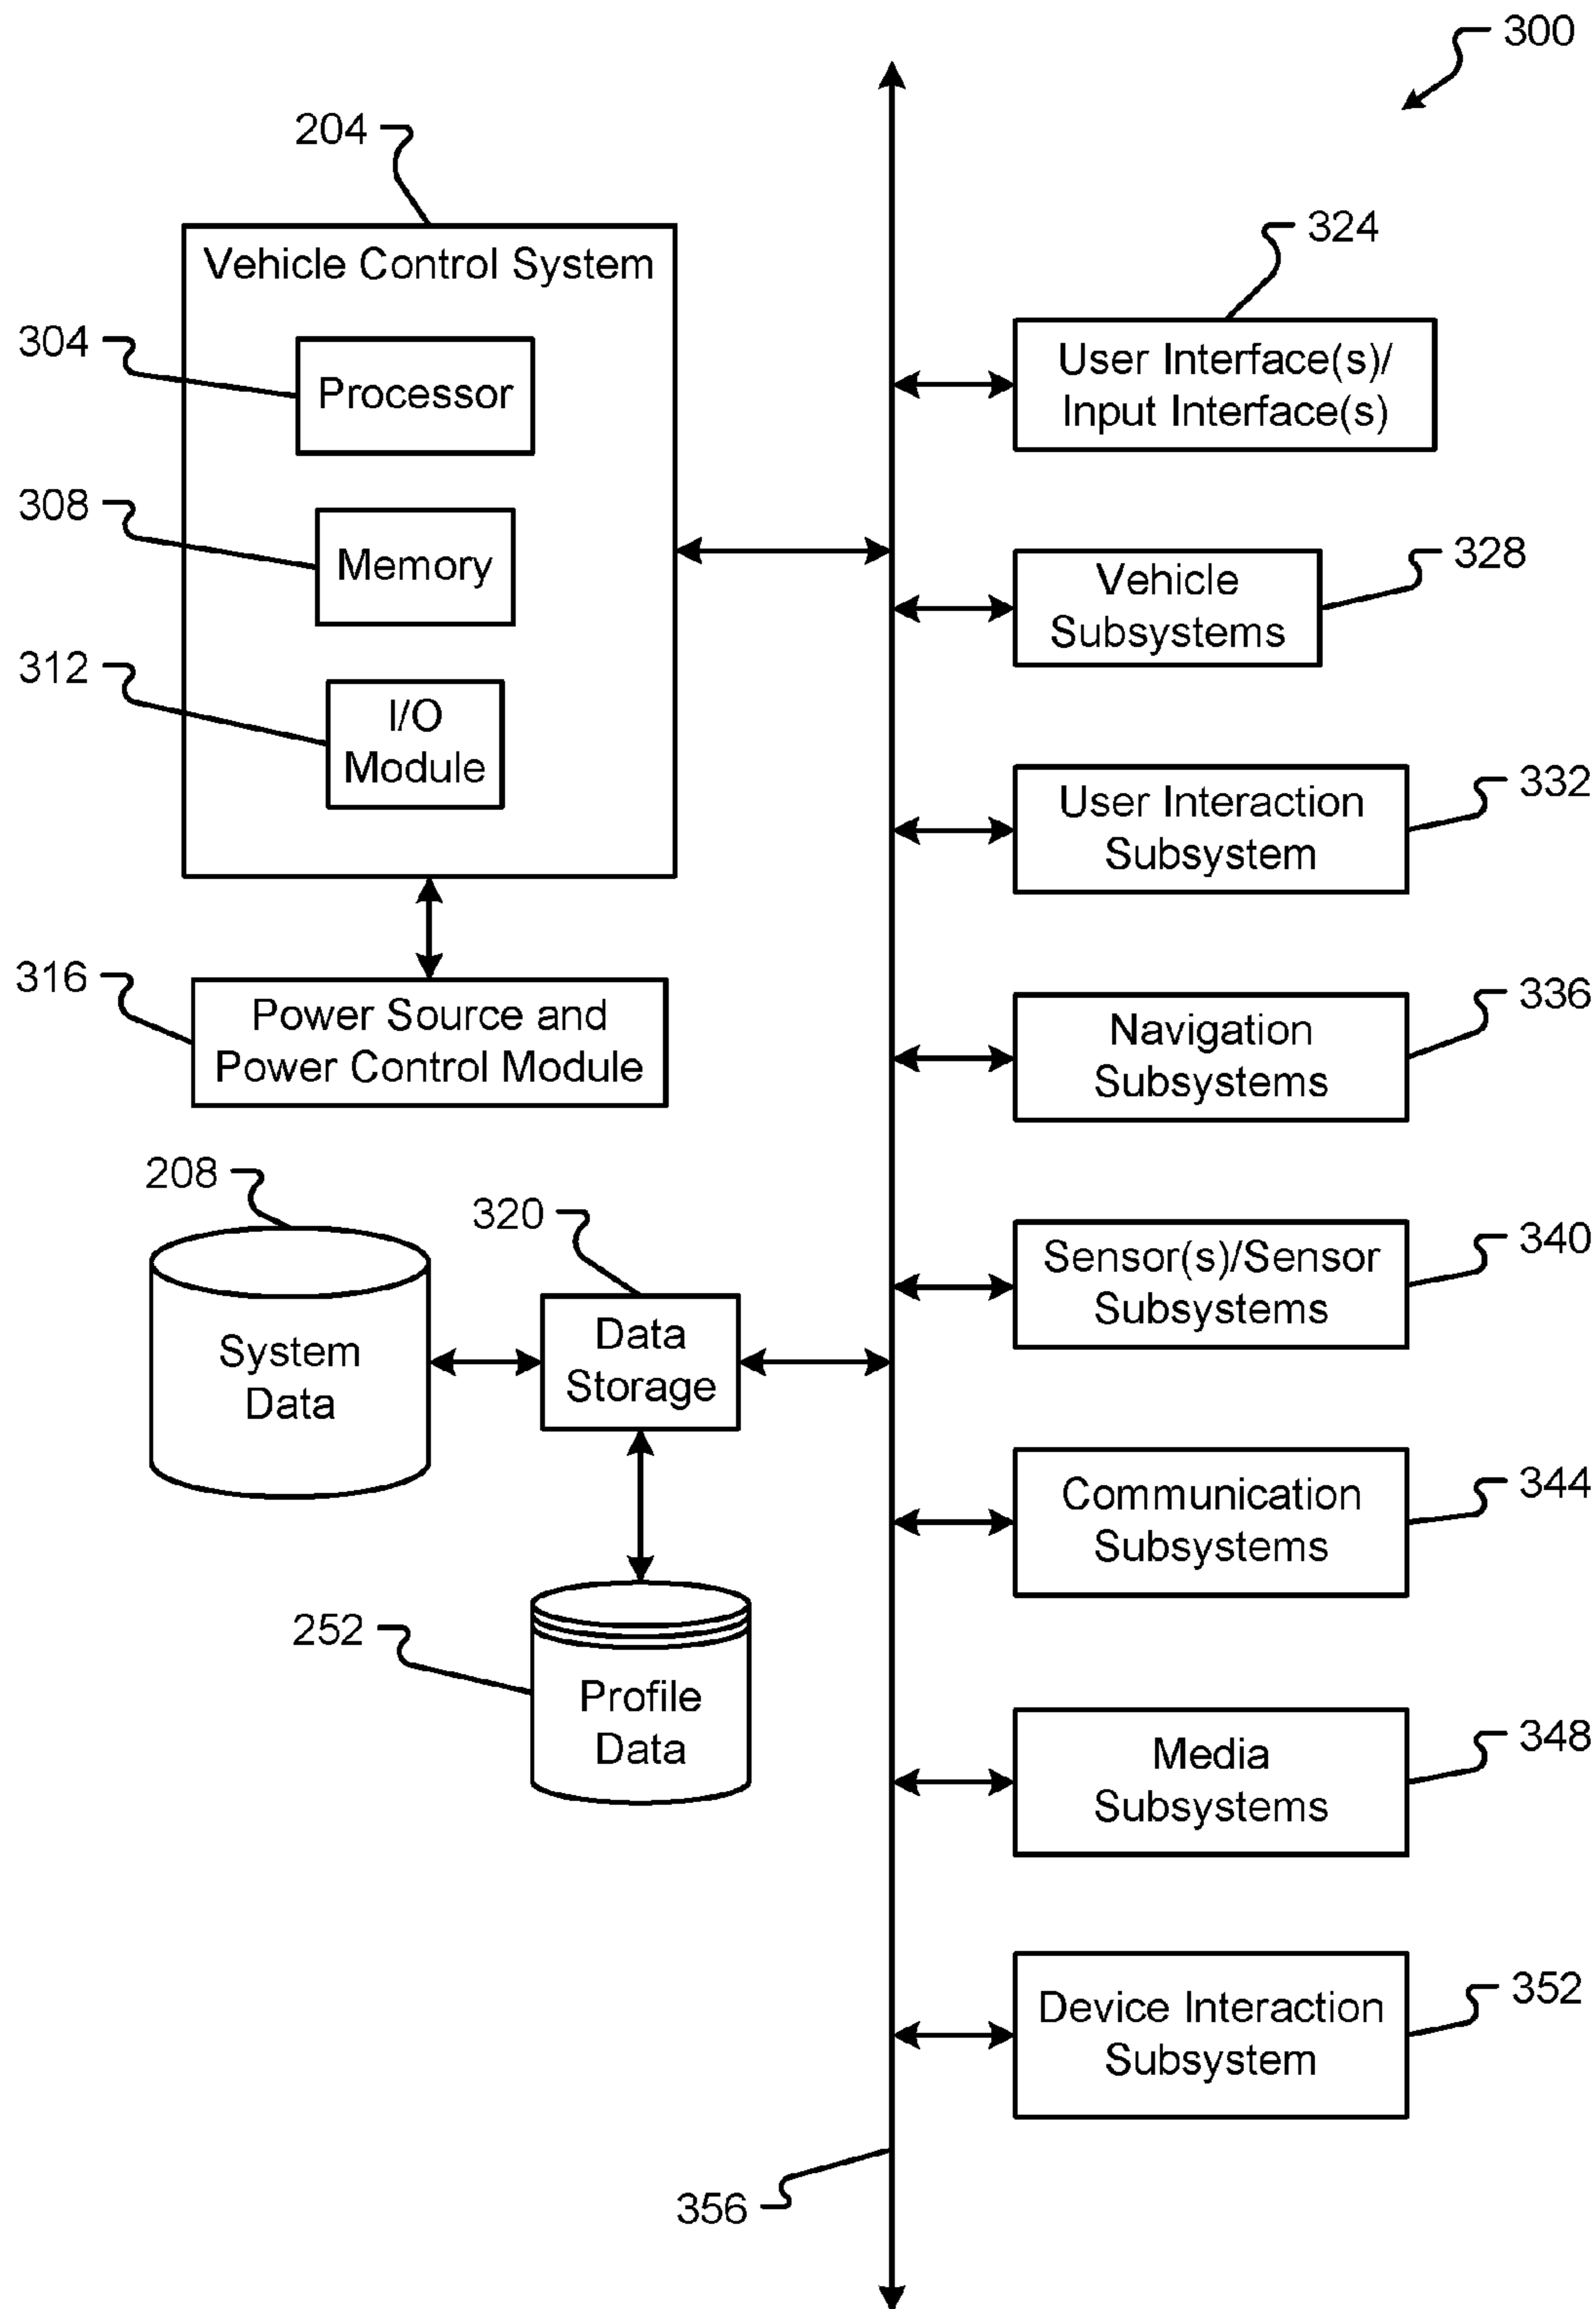 300
204
Vehicle Control System
304
Processor
308
Memory
312
I/O
Module
316
Power Source and
Power Control Module
208
System
Data
320
Data
Storage
252
Profile
Data
324
User Interface(s)/
Input Interface(s)
328
Vehicle
Subsystems
332
User Interaction
Subsystem
336
Navigation
Subsystems
340
Sensor(s)/Sensor
Subsystems
344
Communication
Subsystems
348
Media
Subsystems
352
Device Interaction
Subsystem
356